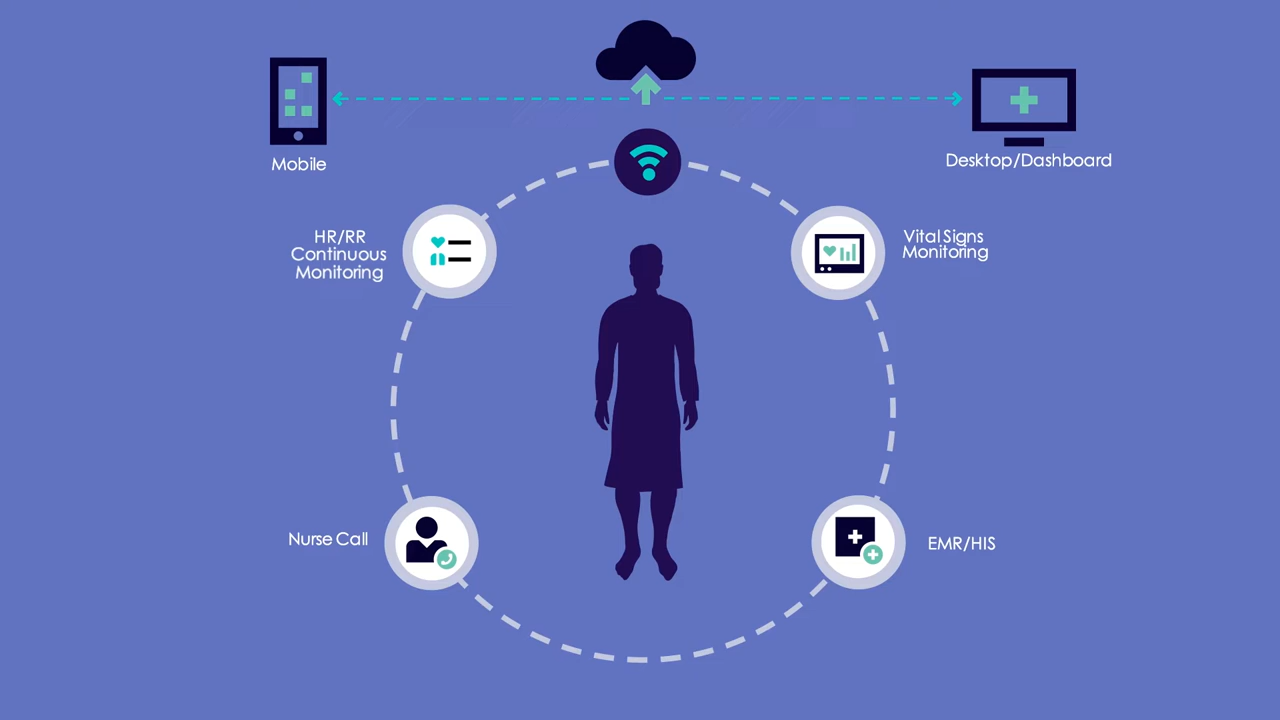 Mobile
Desktop/Dashboard
HR/RR
Continuous
Monitoring
Vital Signs
Monitoring
Nurse Call
EMR/HIS